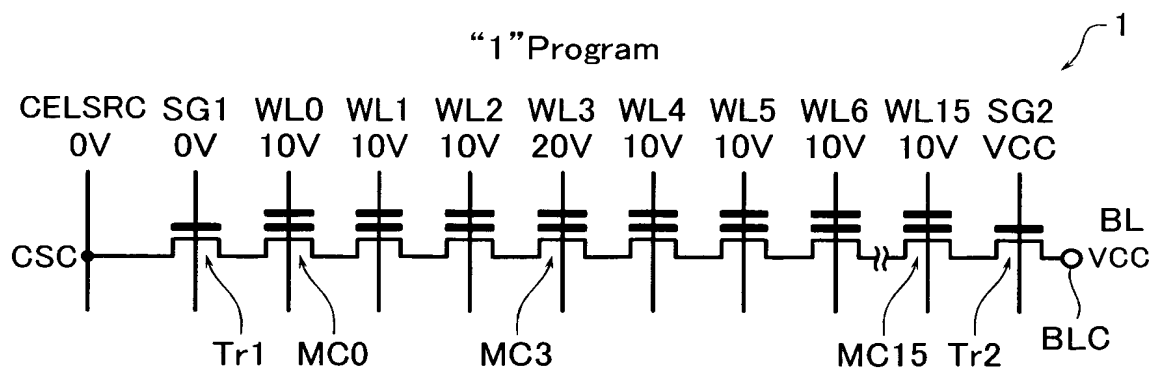 1
“1”Program
CELSRC SG1 WL0 WL1 WL2 WL3 WL4 WL5 WL6 WL15 SG2
0V 0V 10V 10V 10V 20V 10V 10V 10V 10V VCC
BL
CSC VCC
Tr1 MC0 MC3 MC15 Tr2 BLC